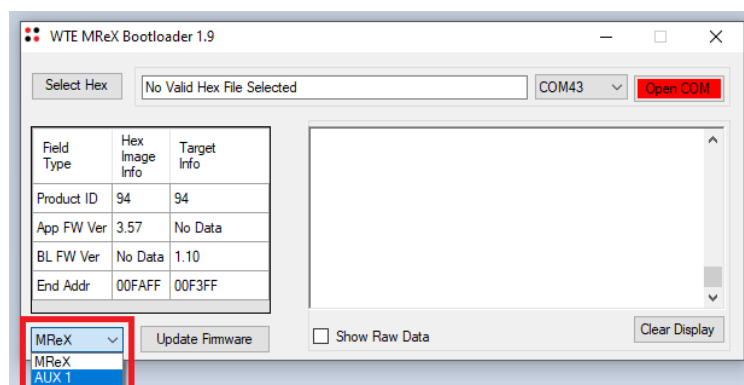 WTE MReX Bootloader 1.9
Select Hex
No Valid Hex File Selected
COM43
Open COM
Field Type
Hex Image Info
Target Info
Product ID 94 94
App FW Ver 3.57 No Data
BL FW Ver No Data 1.10
End Addr 00FAFF 00F3FF
MReX
Update Firmware
Show Raw Data
Clear Display
MReX
AUX 1